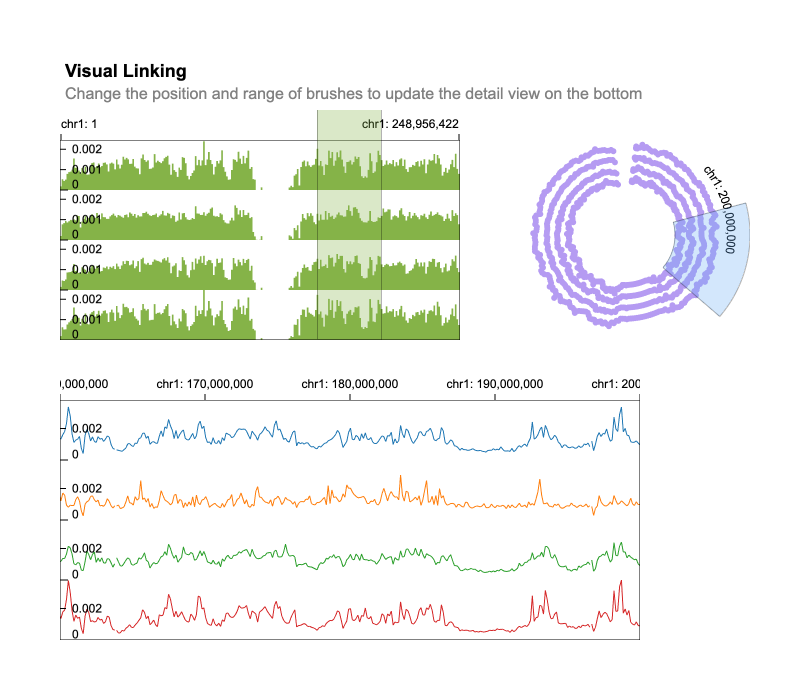 Visual Linking
Change the position and range of brushes to update the detail view on the bottom
chr1: 1
chr1: 248,956,422
0.002
0.001
0
0.002
0.001
0
0.002
0.001
0
0.002
0.001
0
chr1: 200,000,000
0,000,000
chr1: 170,000,000
chr1: 180,000,000
chr1: 190,000,000
chr1: 200
0.002
0
0.002
0
0.002
0
0.002
0